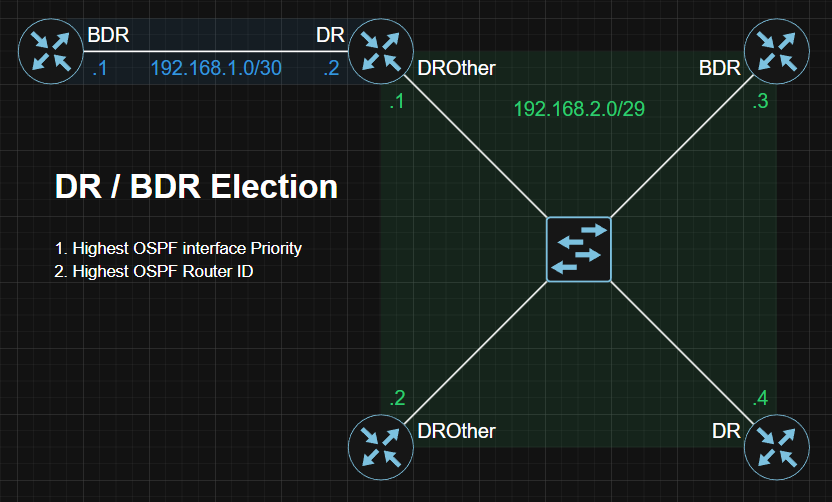 BDR
DR
.1
192.168.1.0/30
.2
DROther
BDR
.1
192.168.2.0/29
.3
DR / BDR Election
1. Highest OSPF interface Priority
2. Highest OSPF Router ID
.2
.4
DROther
DR